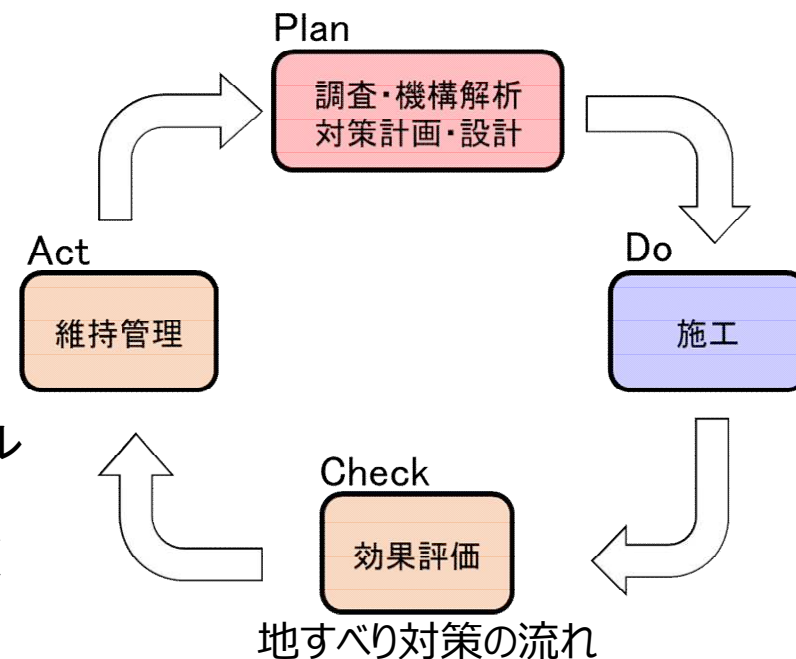 Plan
調査・機構解析
対策計画・設計
Do
施工
Check
効果評価
Act
維持管理
ル
地すべり対策の流れ